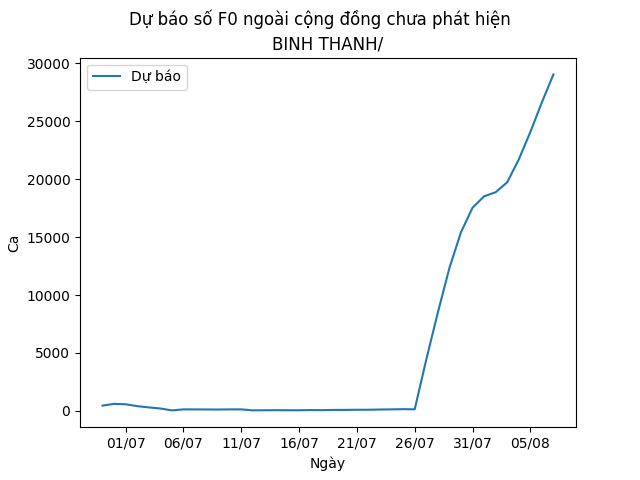 Dự báo số F0 ngoài cộng đồng chưa phát hiện
BINH THANH/
Dự báo
30000
25000
20000
15000
10000
5000
0
Ca
01/07 06/07 11/07 16/07 21/07 26/07 31/07 05/08
Ngày